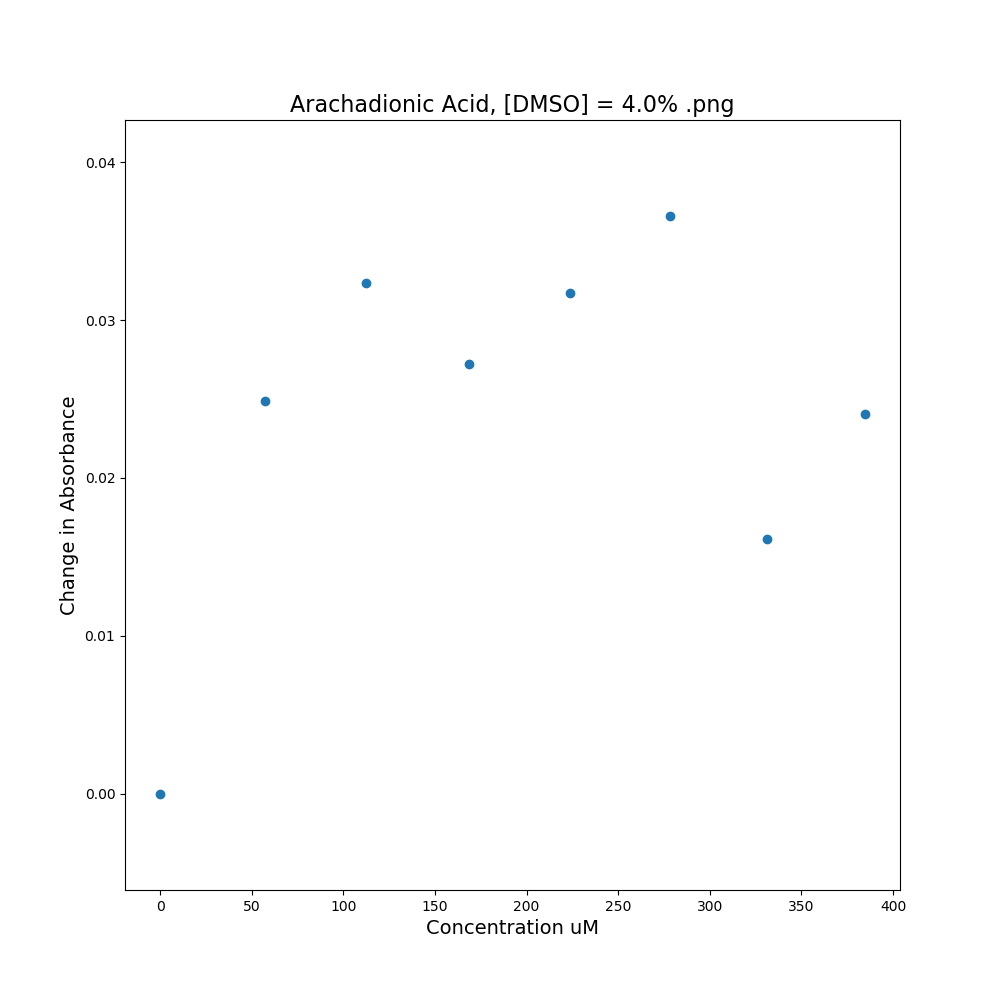 Arachadionic Acid, [DMSO] = 4.0% .png
0.04
0.03
0.02
0.01
0.00
Change in Absorbance
0 50 100 150 200 250 300 350 400
Concentration uM